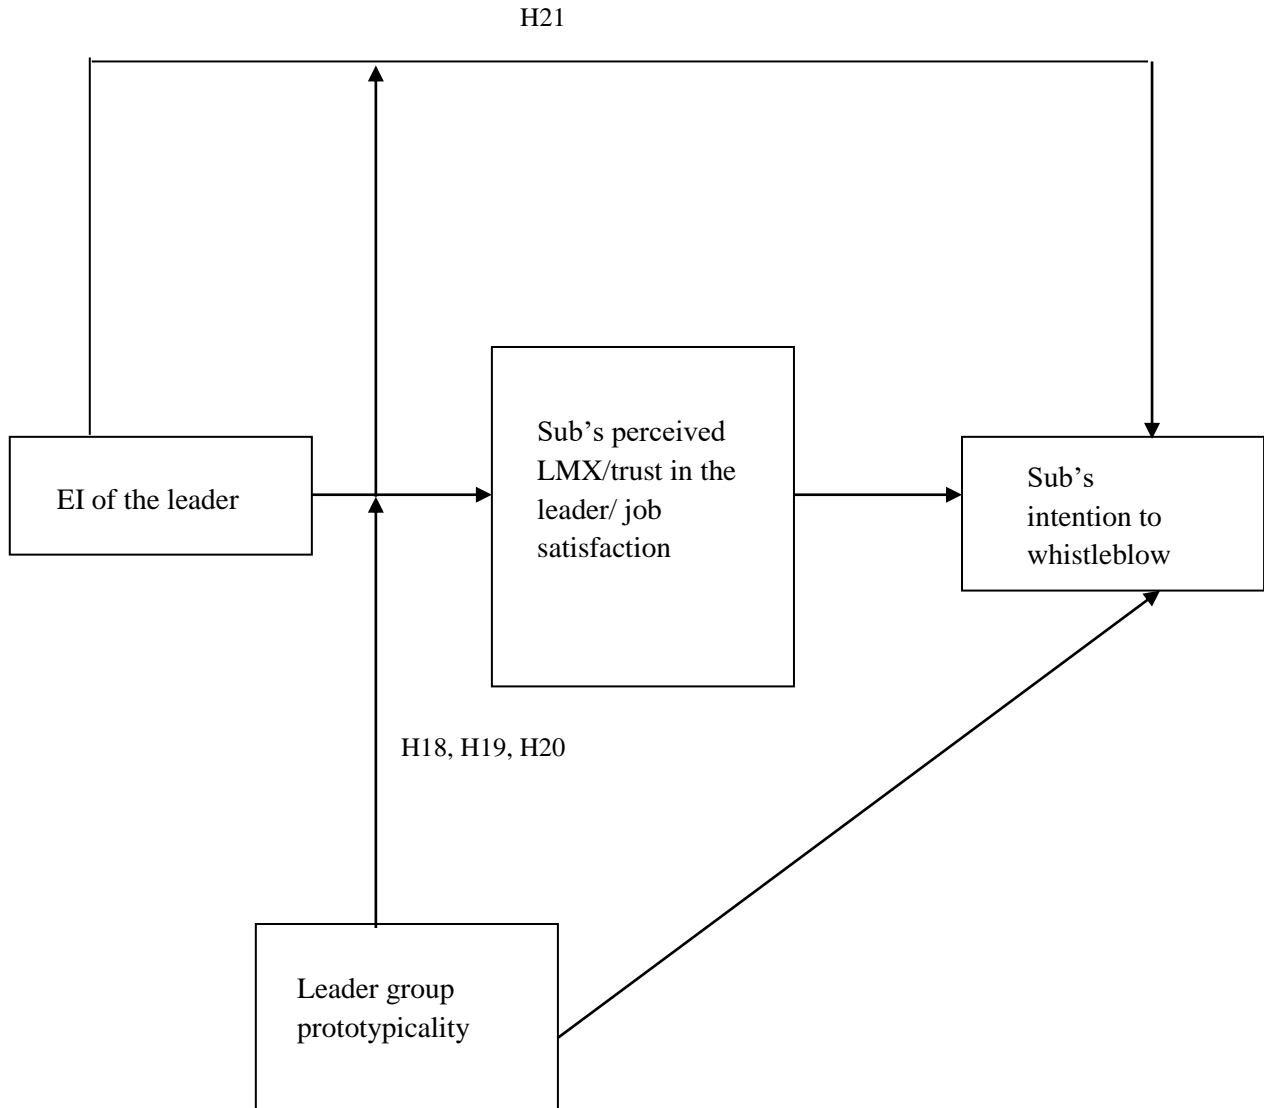 H21
EI of the leader
Sub’s perceived
LMX/trust in the
leader/ job
satisfaction
Sub’s
intention to
whistleblow
H18, H19, H20
Leader group
prototypicality